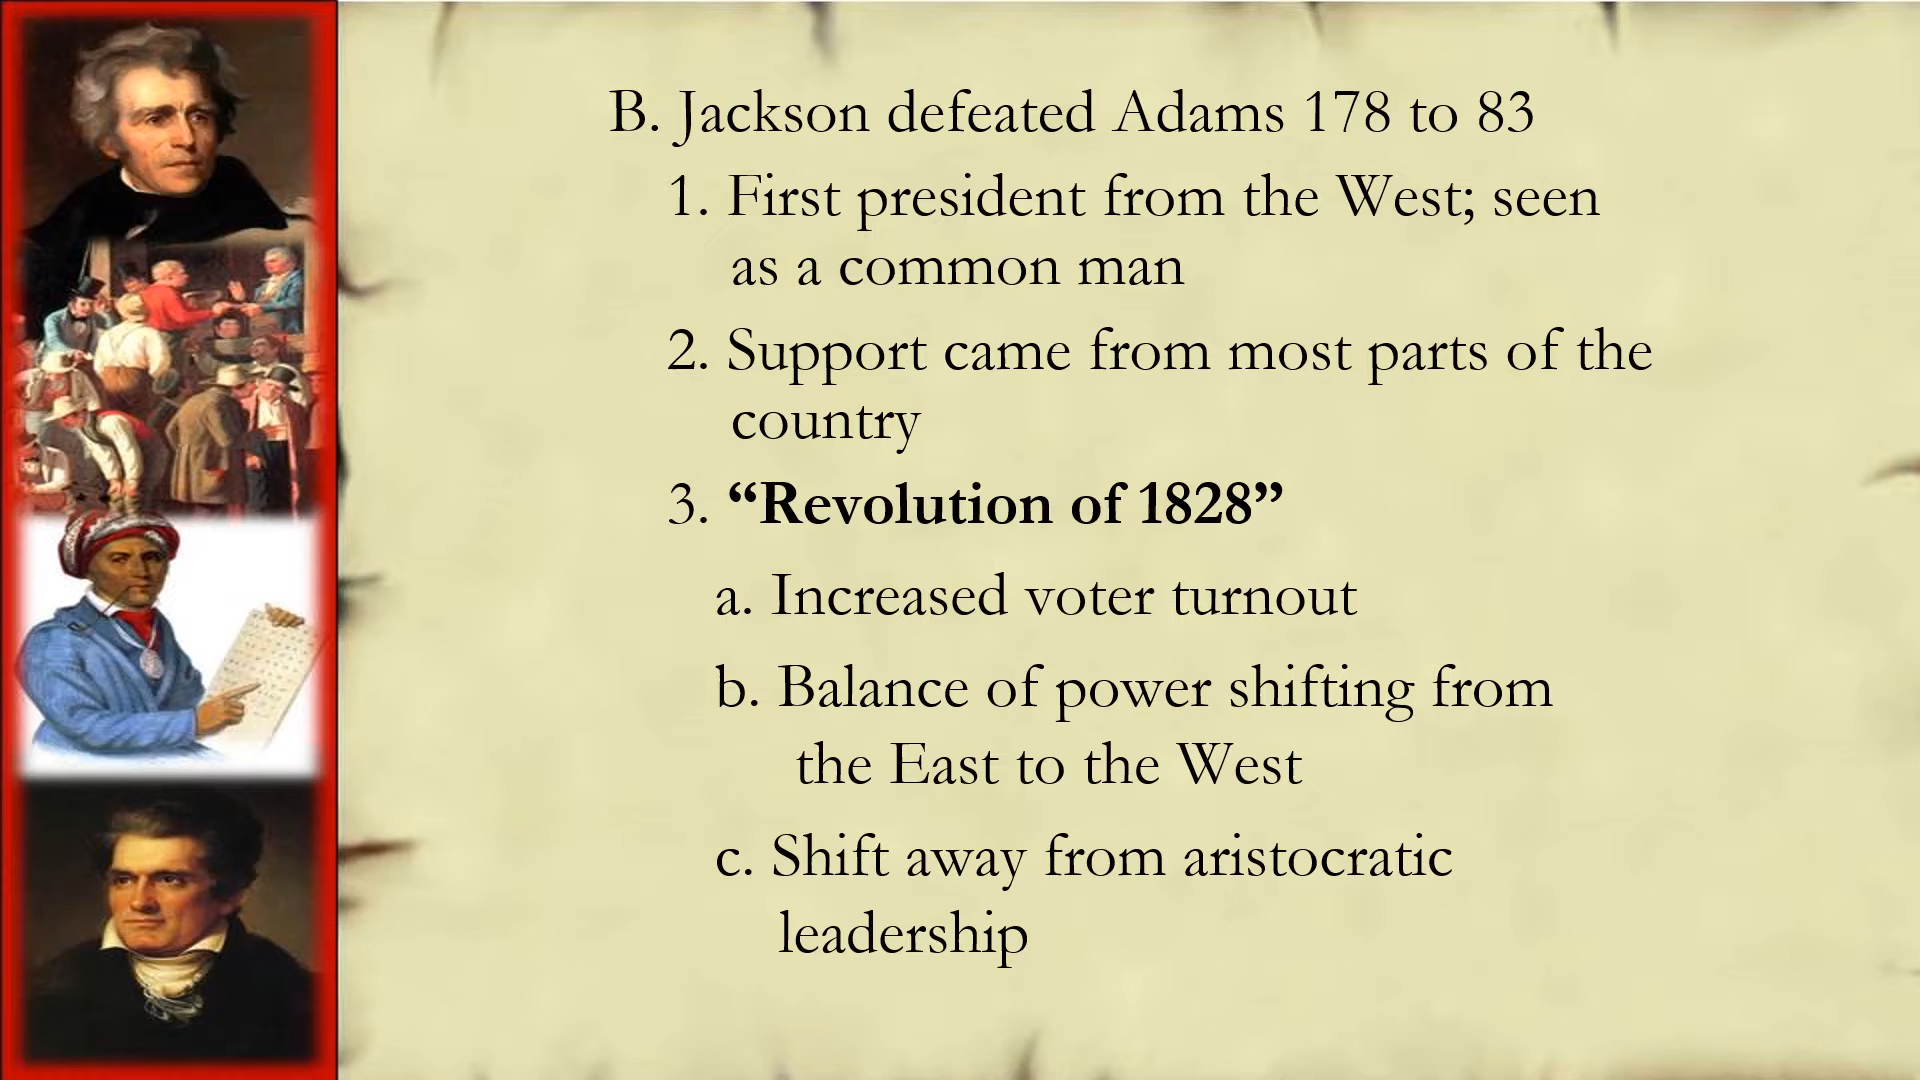 B. Jackson defeated Adams 178 to 83
1. First president from the West; seen
as a common man
2. Support came from most parts of the
country
3. “Revolution of 1828”
a. Increased voter turnout
b. Balance of power shifting from
the East to the West
c. Shift away from aristocratic
leadership